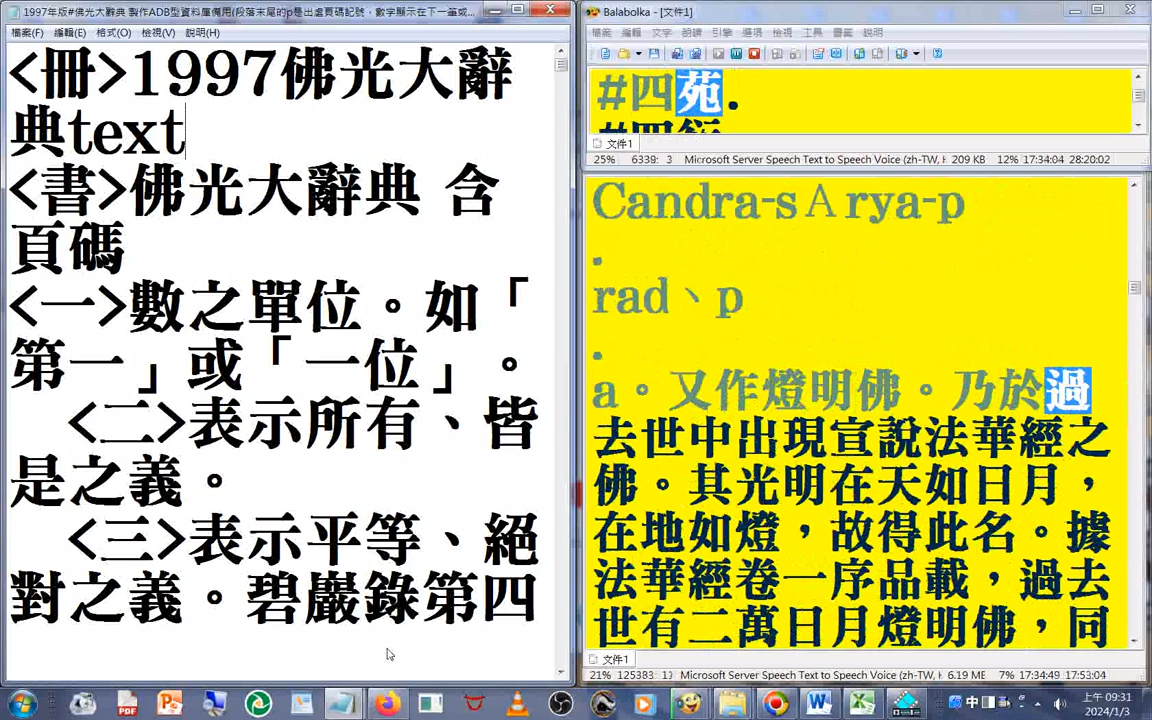 1997年版#佛光大辭典 製作ADB型資料庫備用(段落末尾的p是出處頁碼記號，數字顯示在下一筆或...
檔案(F) 編輯(E) 格式(O) 檢視(V) 說明(H)
<冊>1997佛光大辭
典text
<書>佛光大辭典 含
頁碼
<一>數之單位。如「
第一」或「一位」。
<二>表示所有、皆
是之義。
<三>表示平等、絕
對之義。碧巖錄第四
Balabolka - [文件1]
檔案 編輯 文字 朗讀 引擎 選項 檢視 工具 書籤 說明
#四苑.
#四衍
文件1
25% 6339: 3 Microsoft Server Speech Text to Speech Voice (zh-TW, H 209 KB 12% 17:34:04 28:20:02
Candra-sＡrya-p
.
rad、p
.
a。又作燈明佛。乃於過
去世中出現宣說法華經之
佛。其光明在天如日月，
在地如燈，故得此名。據
法華經卷一序品載，過去
世有二萬日月燈明佛，同
文件1
21% 125383: 1 Microsoft Server Speech Text to Speech Voice (zh-TW, H 6.19 ME 7% 17:34:49 17:53:04
PDF
中
上午 09:31
2024/1/3